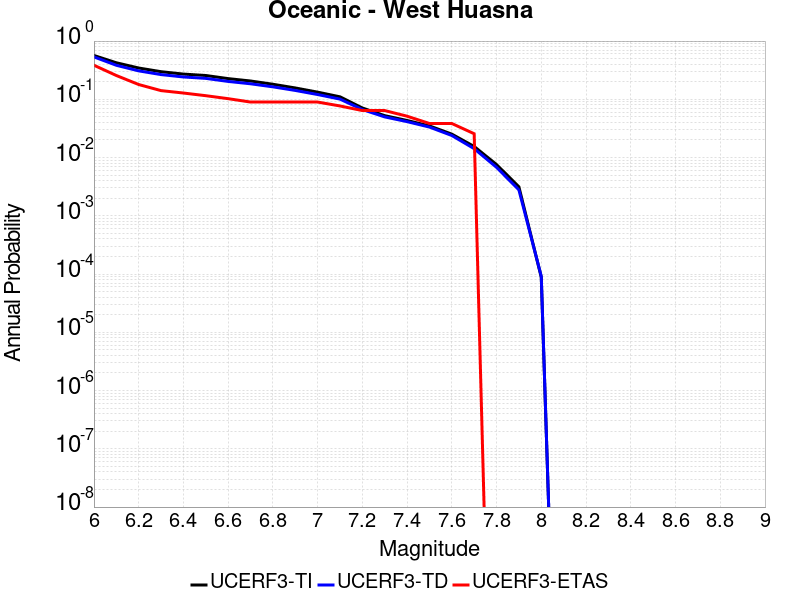 Oceanic - West Huasna
10^0
10^-1
10^-2
10^-3
10^-4
10^-5
10^-6
10^-7
10^-8
Annual Probability
6 6.2 6.4 6.6 6.8 7 7.2 7.4 7.6 7.8 8 8.2 8.4 8.6 8.8 9
Magnitude
UCERF3-TI UCERF3-TD UCERF3-ETAS